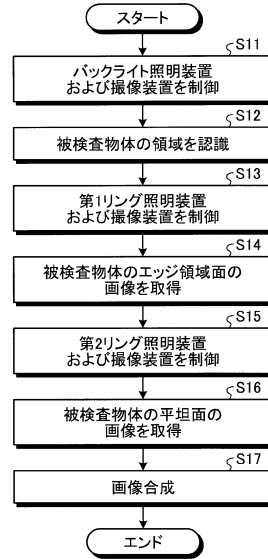 スタート
S11
バックライト照明装置
および撮像装置を制御
S12
被検査物体の領域を認識
S13
第1リング照明装置
および撮像装置を制御
S14
被検査物体のエッジ領域面の
画像を取得
S15
第2リング照明装置
および撮像装置を制御
S16
被検査物体の平坦面の
画像を取得
S17
画像合成
エンド